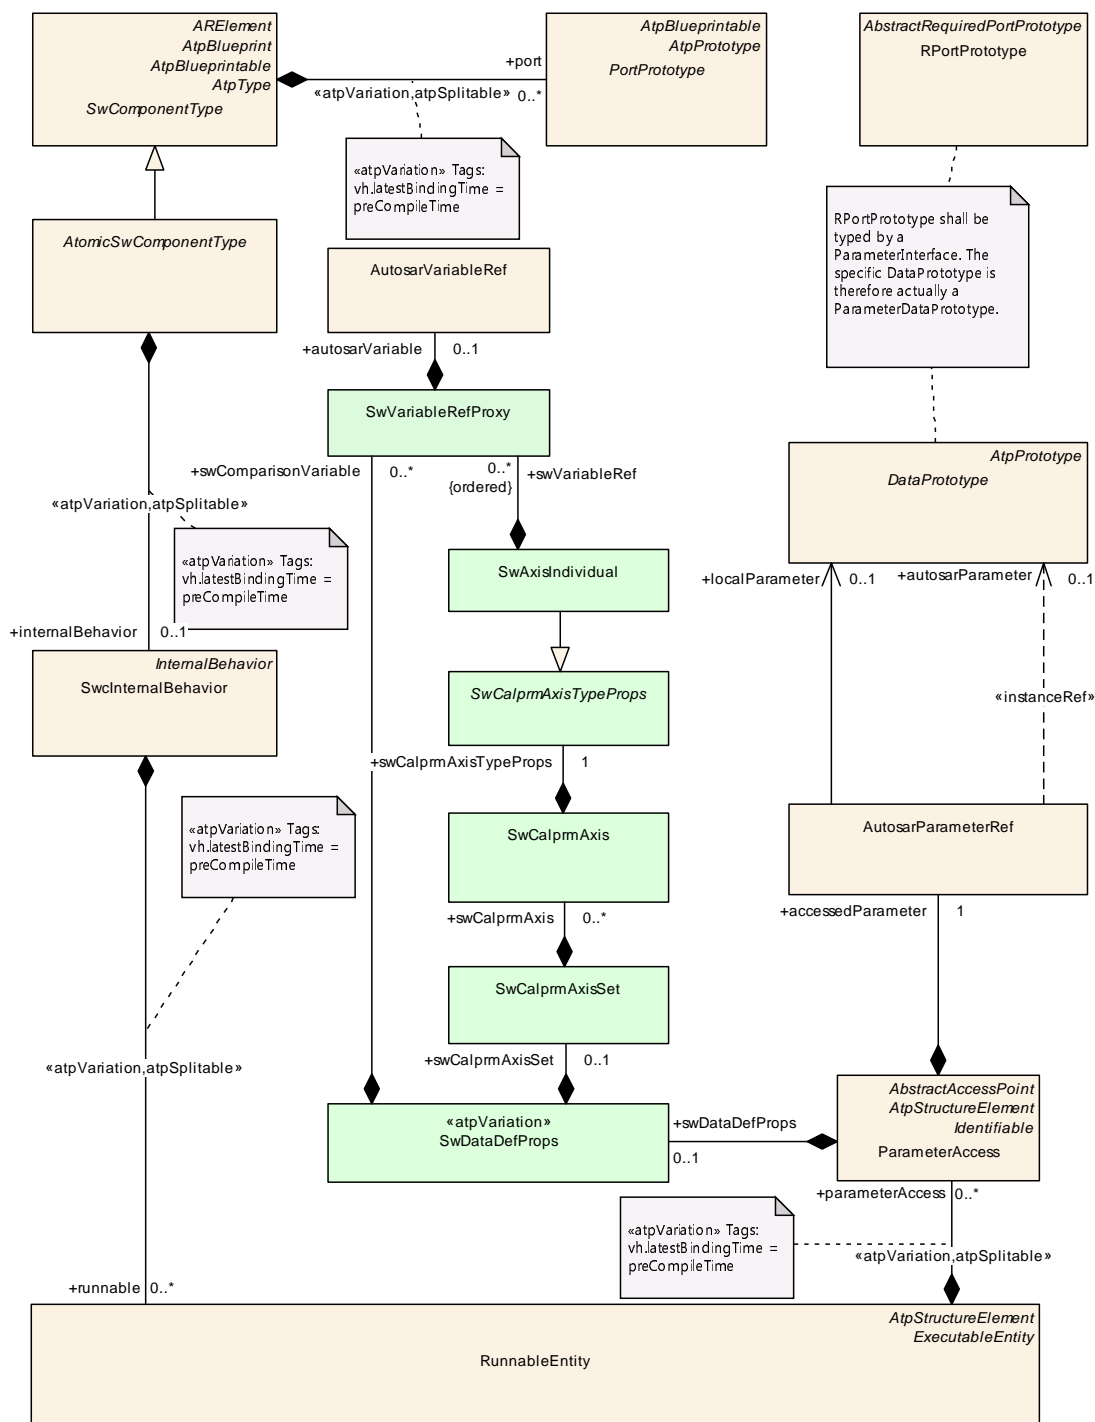 ARElement
AtpBlueprint
AtpBlueprintable
AtpType
SwComponentType
+port
«atpVariation,atpSplitable» 0..*
AtpBlueprintable
AtpPrototype
PortPrototype
AbstractRequiredPortPrototype
RPortPrototype
«atpVariation» Tags:
vh.latestBindingTime =
preCompileTime
AtomicSwComponentType
AutosarVariableRef
RPortPrototype shall be
typed by a
ParameterInterface. The
specific DataPrototype is
therefore actually a
ParameterDataPrototype.
+autosarVariable 0..1
SwVariableRefProxy
+swComparisonVariable 0..*
0..*
{ordered}
+swVariableRef
AtpPrototype
DataPrototype
«atpVariation,atpSplitable»
«atpVariation» Tags:
vh.latestBindingTime =
preCompileTime
SwAxisIndividual
+localParameter 0..1
+autosarParameter 0..1
+internalBehavior 0..1
InternalBehavior
SwcInternalBehavior
SwCalprmAxisTypeProps
«instanceRef»
+swCalprmAxisTypeProps 1
«atpVariation» Tags:
vh.latestBindingTime =
preCompileTime
SwCalprmAxis
AutosarParameterRef
+swCalprmAxis 0..*
+accessedParameter 1
SwCalprmAxisSet
+swCalprmAxisSet 0..1
«atpVariation,atpSplitable»
«atpVariation»
SwDataDefProps
+swDataDefProps
0..1
AbstractAccessPoint
AtpStructureElement
Identifiable
ParameterAccess
+parameterAccess 0..*
«atpVariation» Tags:
vh.latestBindingTime =
preCompileTime
«atpVariation,atpSplitable»
+runnable 0..*
AtpStructureElement
ExecutableEntity
RunnableEntity